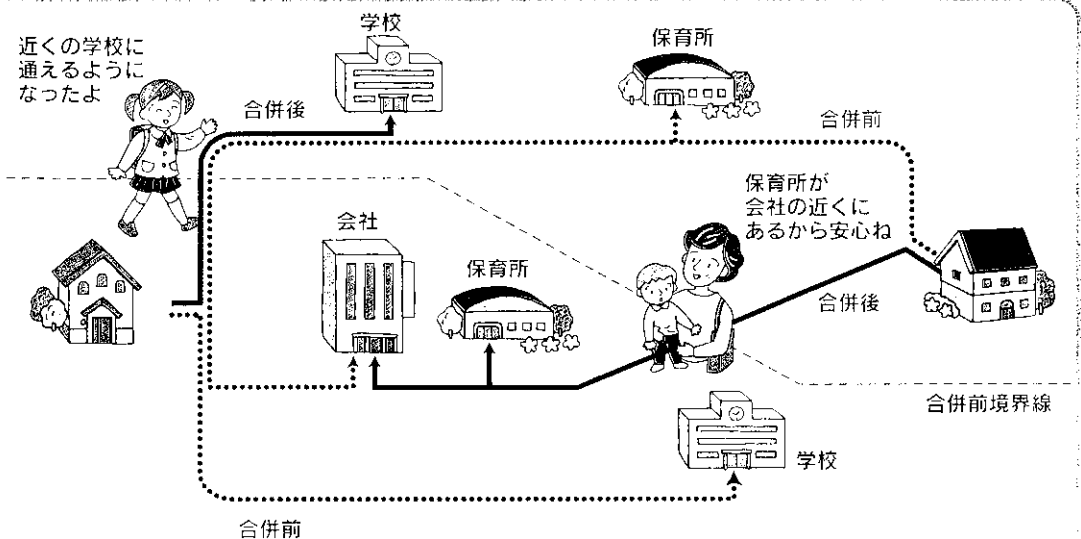 学校
近くの学校に
通えるように
なったよ
保育所
合併後
合併前
保育所が
会社の近くに
あるから安心ね
会社
保育所
合併後
合併前境界線
学校
合併前